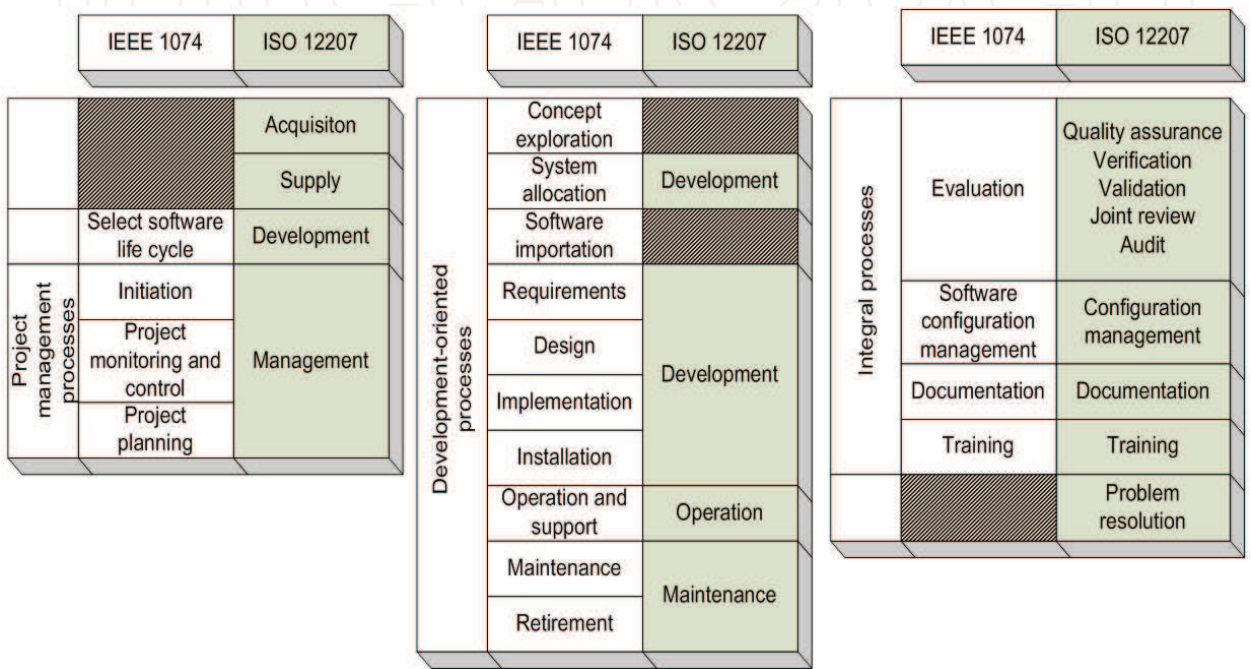 IEEE 1074
ISO 12207
Acquisiton
Supply
Select software
life cycle
Development
Project
management
processes
Initiation
Project
monitoring and
control
Project
planning
Management
IEEE 1074
ISO 12207
Development-oriented
processes
Concept
exploration
System
allocation
Development
Software
importation
Requirements
Design
Implementation
Installation
Development
Operation and
support
Operation
Maintenance
Retirement
Maintenance
IEEE 1074
ISO 12207
Integral processes
Evaluation
Quality assurance
Verification
Validation
Joint review
Audit
Software
configuration
management
Configuration
management
Documentation
Documentation
Training
Training
Problem
resolution